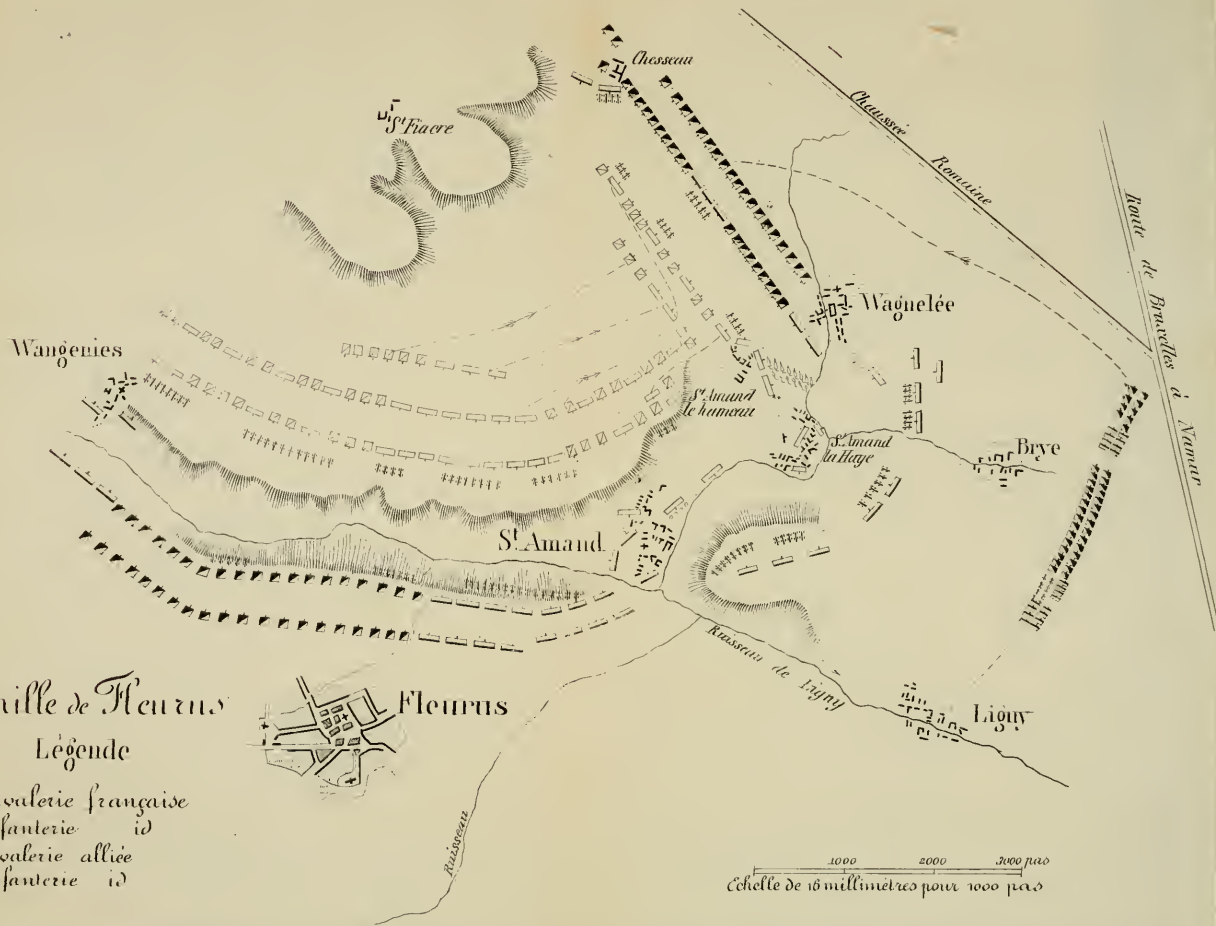 Chesseau
St Fiacre
Chaussée Romaine
Route de Bruxelles à Namur
Wagnelée
Wangenies
St Amand
le hameau
St Amand
la Haye
Brye
St Amand
Ruisseau de Ligny
Ligny
Fleurus
aille de Fleurus
Légende
valerie française
fanterie id
valerie alliée
fanterie id
Ruisseau
1000 2000 3000 pas
Echelle de 16 millimètres pour 1000 pas